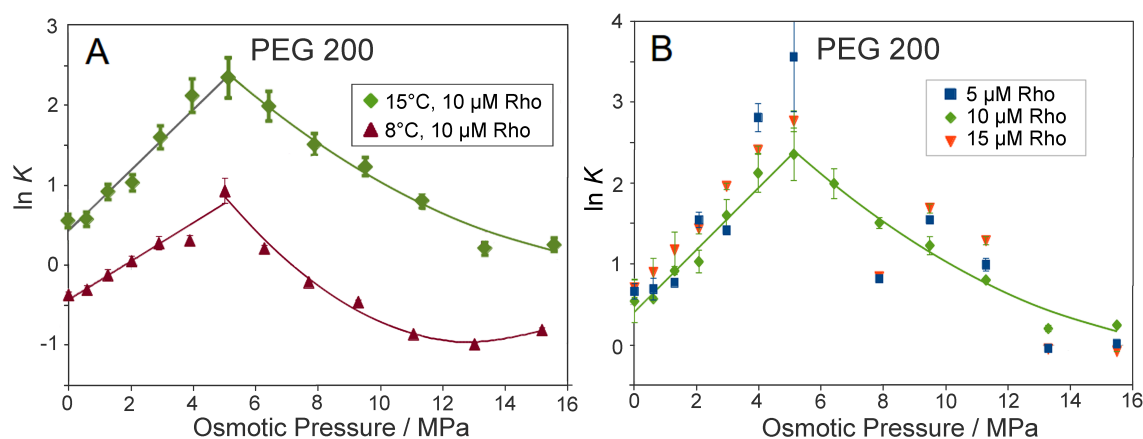 A
PEG 200
15°C, 10 µM Rho
8°C, 10 µM Rho
3
2
1
0
-1
ln K
0 2 4 6 8 10 12 14 16
Osmotic Pressure / MPa
B
PEG 200
5 µM Rho
10 µM Rho
15 µM Rho
4
3
2
1
0
ln K
0 2 4 6 8 10 12 14 16
Osmotic Pressure / MPa